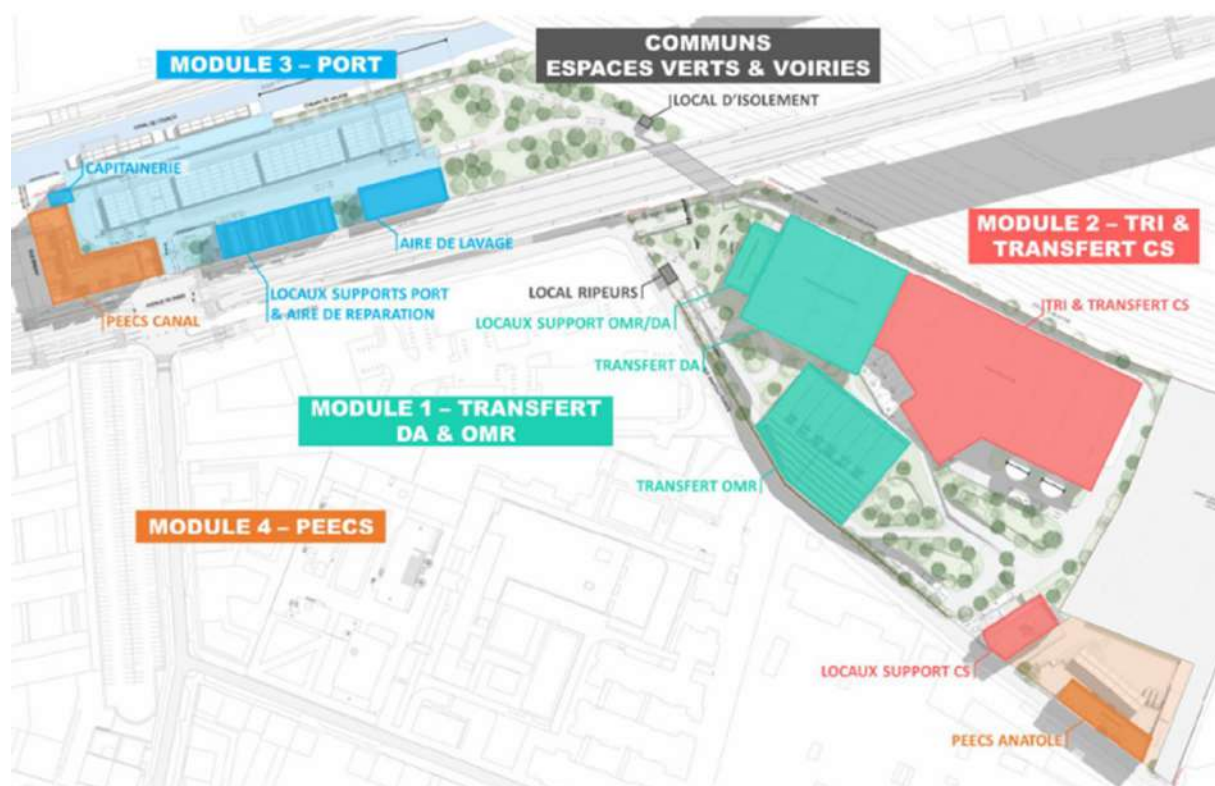 MODULE 3 – PORT
COMMUNS
ESPACES VERTS & VOIRIES
LOCAL D'ISOLEMENT
CAPITAINERIE
MODULE 2 – TRI &
TRANSFERT CS
AIRE DE LAVAGE
LOCAL RIPEURS
LOCAUX SUPPORTS PORT
& AIRE DE REPARATION
PEECS CANAL
TRI & TRANSFERT CS
LOCAUX SUPPORT OMR/DA
TRANSFERT DA
MODULE 1 – TRANSFERT
DA & OMR
TRANSFERT OMR
MODULE 4 – PEECS
LOCAUX SUPPORT CS
PEECS ANATOLE